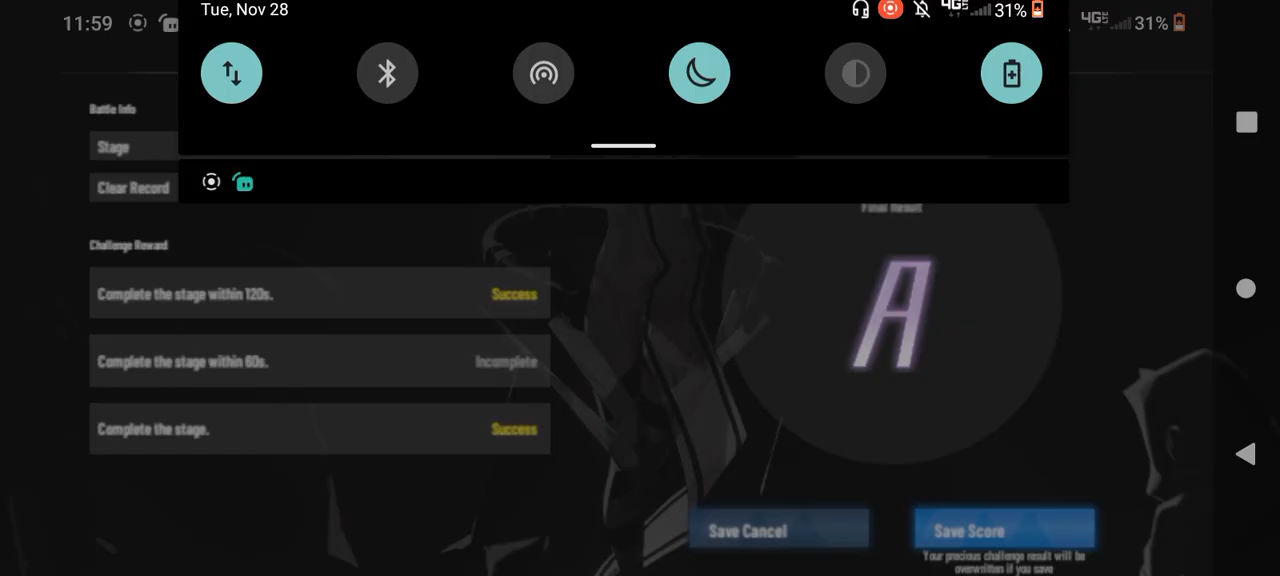 11:59
Tue, Nov 28
4G LTE 31%
4G LTE 31%
Battle Info
Stage
Clear Record
Challenge Reward
Complete the stage within 120s. Success
Complete the stage within 60s. Incomplete
Complete the stage. Success
Final Result
A
Save Cancel
Save Score
Your precious challenge result will be
overwritten if you save